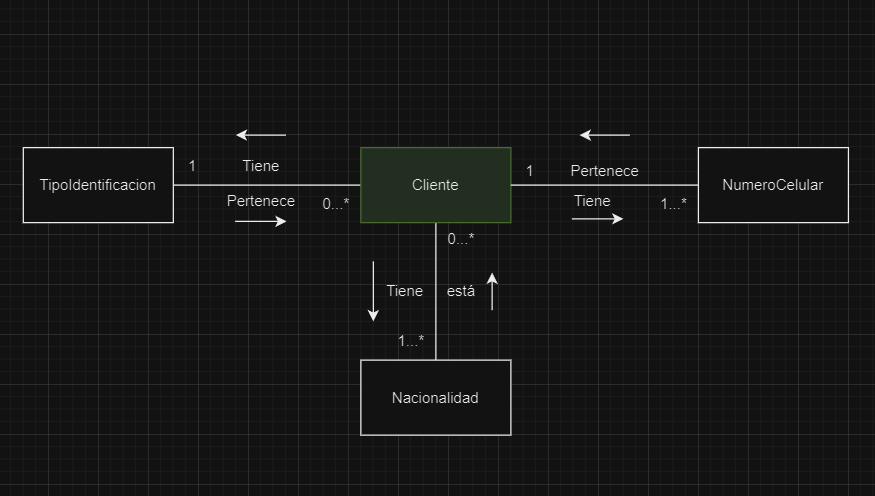 1
Tiene
1
Pertenece
TipoIdentificacion
Cliente
NumeroCelular
Pertenece
0...*
Tiene
1...*
0...*
Tiene
está
1...*
Nacionalidad